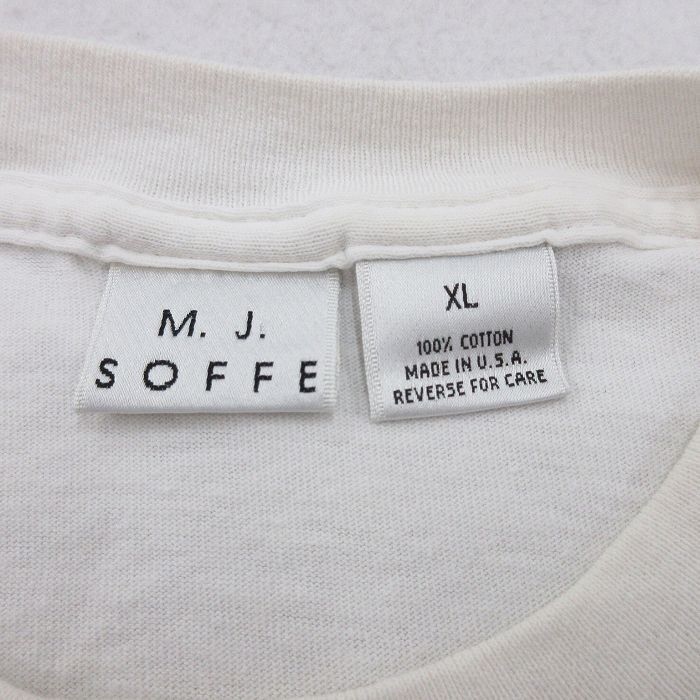 M. J.
SOFFE
XL
100% COTTON
MADE IN U.S.A.
REVERSE FOR CARE